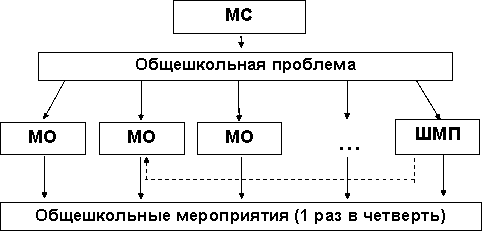 МС
Общешкольная проблема
МО МО МО ... ШМП
Общешкольные мероприятия (1 раз в четверть)